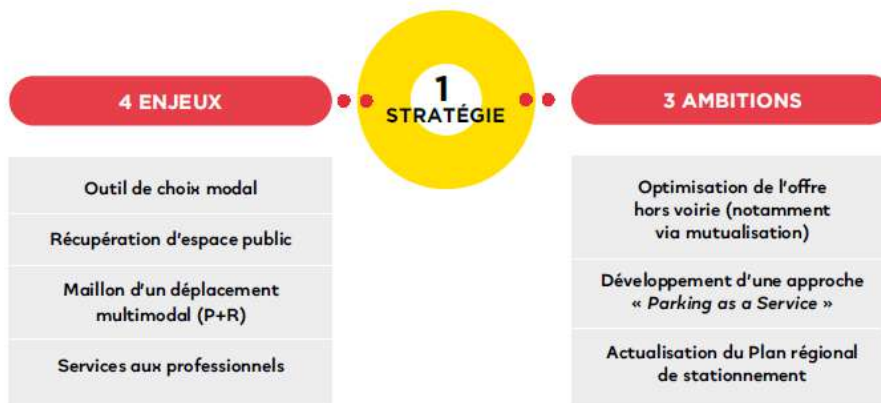 4 ENJEUX
1
STRATÉGIE
3 AMBITIONS
Outil de choix modal
Récupération d'espace public
Maillon d'un déplacement
multimodal (P+R)
Services aux professionnels
Optimisation de l'offre
hors voirie (notamment
via mutualisation)
Développement d'une approche
« Parking as a Service »
Actualisation du Plan régional
de stationnement